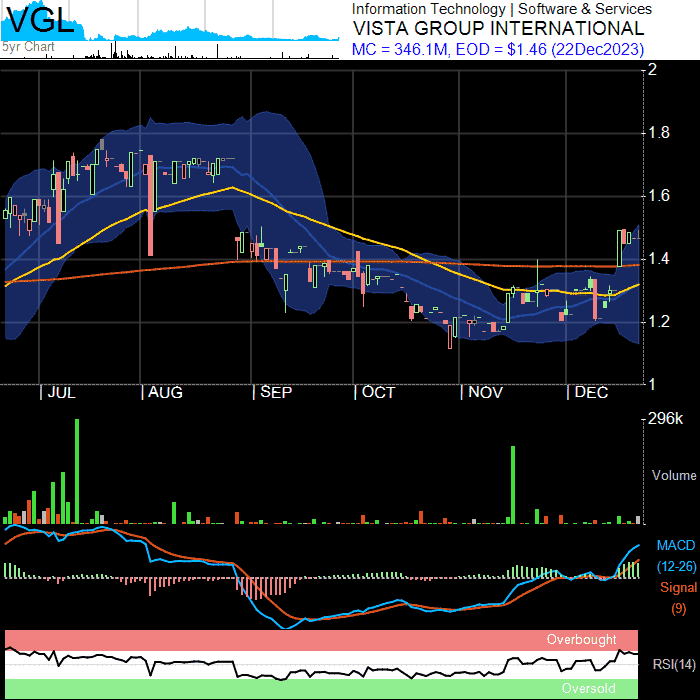 VGL
5yr Chart
Information Technology | Software & Services
VISTA GROUP INTERNATIONAL
MC = 346.1M, EOD = $1.46 (22Dec2023)
2
1.8
1.6
1.4
1.2
1
| JUL | AUG | SEP | OCT | NOV | DEC
296k
Volume
MACD
(12-26)
Signal
(9)
Overbought
RSI(14)
Oversold